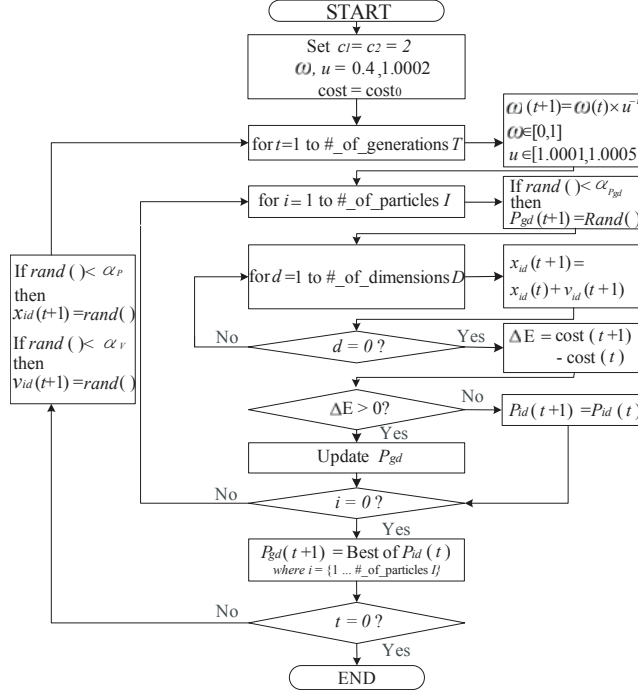 START
Set c1 = c2 = 2
ω, u = 0.4 ,1.0002
cost = cost0
for t=1 to #_of_generations T
ω (t+1)= ω(t)× u⁻
ω∈[0,1]
u∈[1.0001,1.0005]
for i = 1 to # of_particles I
If rand ( )< αPgd
then
Pgd (t+1) =Rand( )
for d =1 to #_of_dimensions D
xid (t+1) =
xid (t) + vid (t+1)
If rand ( )< αP
then
xid (t+1) =rand( )
If rand ( )< αV
then
vid (t+1) =rand( )
No
d = 0 ?
Yes
ΔE = cost (t+1)
- cost ( t )
ΔE > 0?
No
Pid (t+1) = Pid ( t )
Yes
Update Pgd
No
i = 0 ?
Yes
Pgd ( t+1) = Best of Pid ( t )
where i = {1 ... #_of_particles I}
No
t = 0 ?
Yes
END